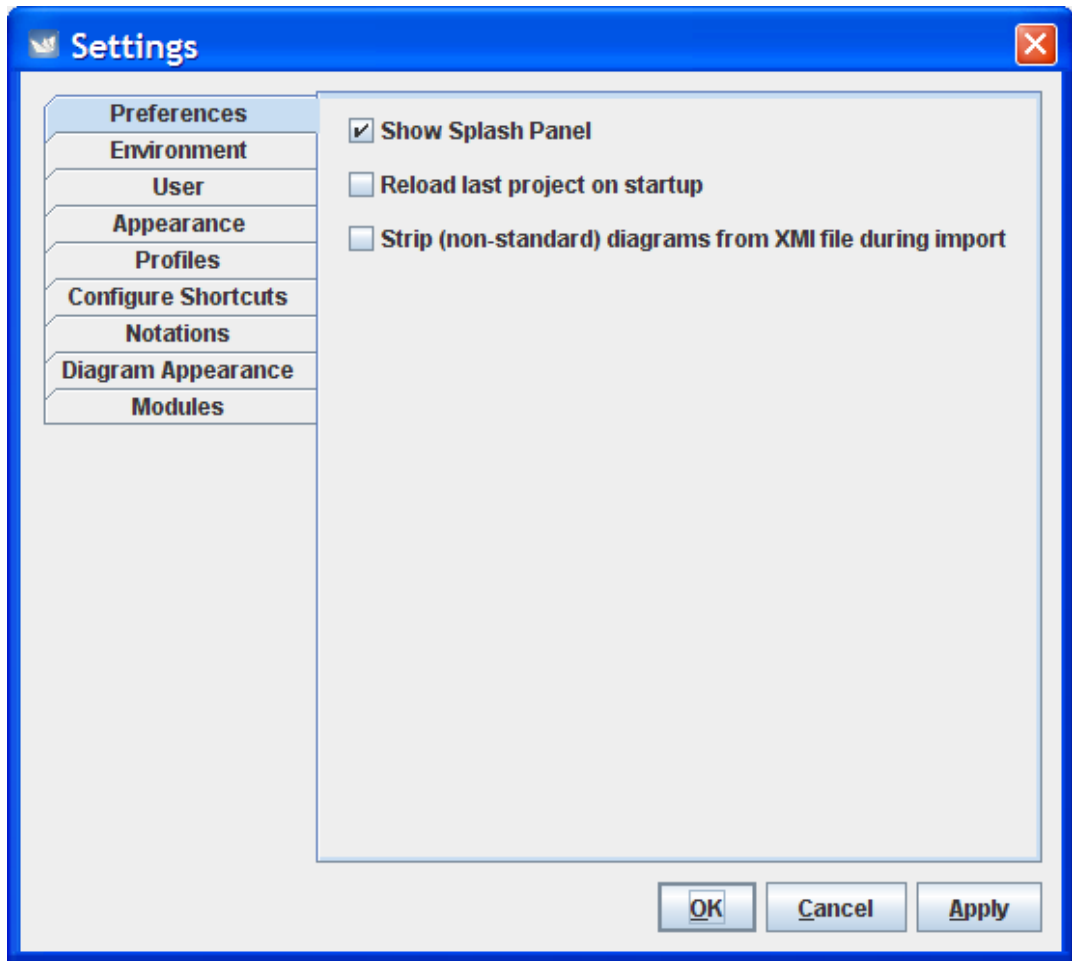 Settings
Preferences
Environment
User
Appearance
Profiles
Configure Shortcuts
Notations
Diagram Appearance
Modules
Show Splash Panel
Reload last project on startup
Strip (non-standard) diagrams from XMI file during import
OK
Cancel
Apply